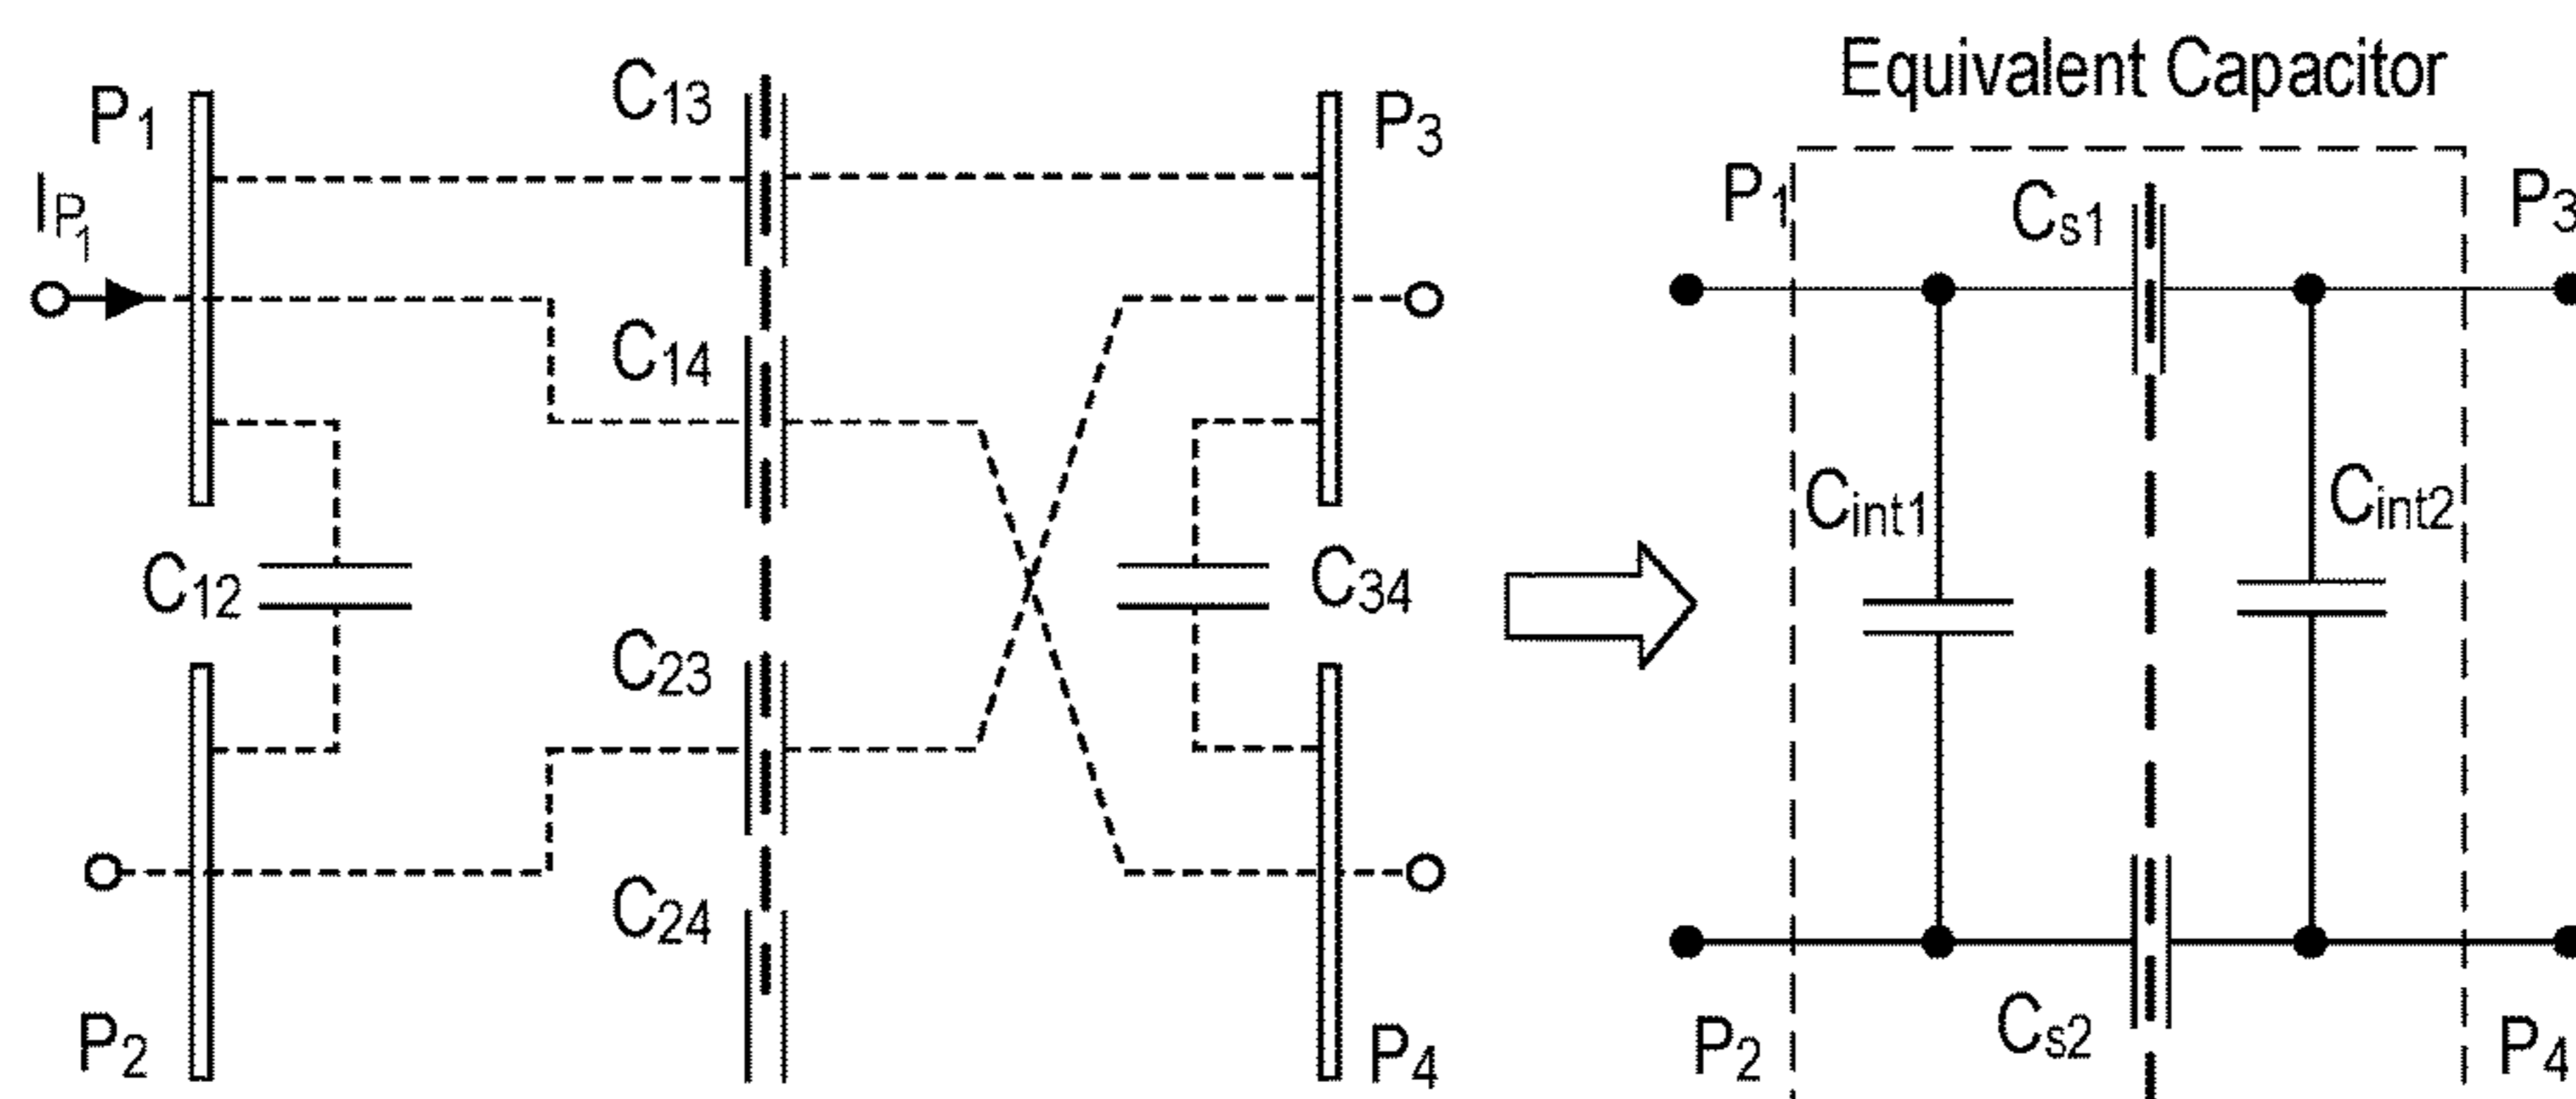 Equivalent Capacitor
P1
C13
P3
IP1
C14
C12
C34
C23
C24
P2
P4
P1
Cs1
P3
Cint1
Cint2
P2
Cs2
P4